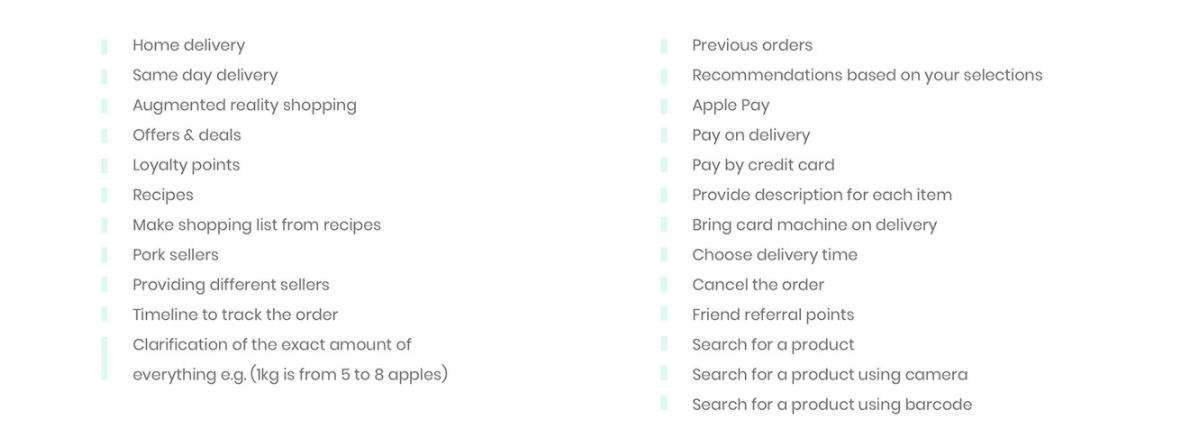 Home delivery
Same day delivery
Augmented reality shopping
Offers & deals
Loyalty points
Recipes
Make shopping list from recipes
Pork sellers
Providing different sellers
Timeline to track the order
Clarification of the exact amount of
everything e.g. (1kg is from 5 to 8 apples)
Previous orders
Recommendations based on your selections
Apple Pay
Pay on delivery
Pay by credit card
Provide description for each item
Bring card machine on delivery
Choose delivery time
Cancel the order
Friend referral points
Search for a product
Search for a product using camera
Search for a product using barcode